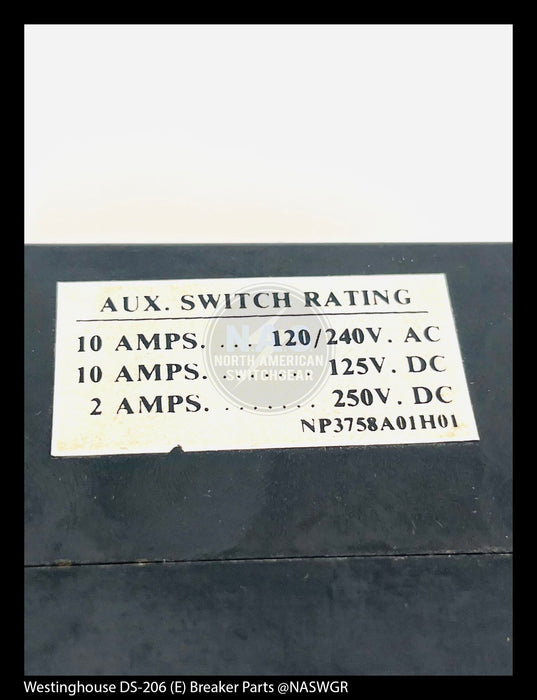 AUX. SWITCH RATING
10 AMPS. ... 120/240V. AC
10 AMPS. ........ 125V. DC
2 AMPS. ........ 250V. DC
NP3758A01H01
NAS
NORTH AMERICAN
SWITCHGEAR
Westinghouse DS-206 (E) Breaker Parts @NASWGR